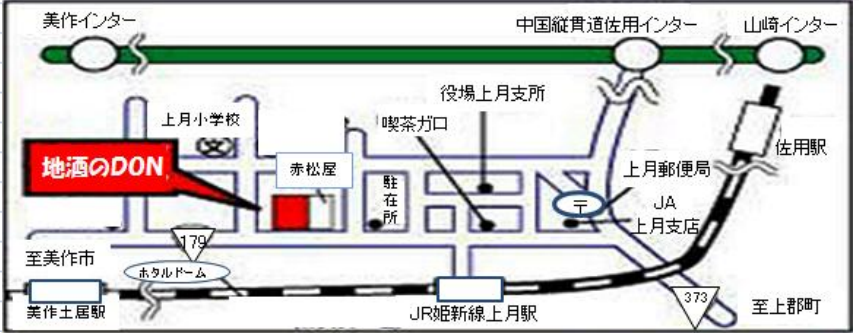 美作インター
中国縦貫道佐用インター
山崎インター
役場上月支所
上月小学校
喫茶ガロ
地酒のDON
赤松屋
駐在所
上月郵便局
佐用駅
〒
JA
上月支店
179
至美作市
ホタルドーム
美作土居駅
JR姫新線上月駅
373
至上郡町